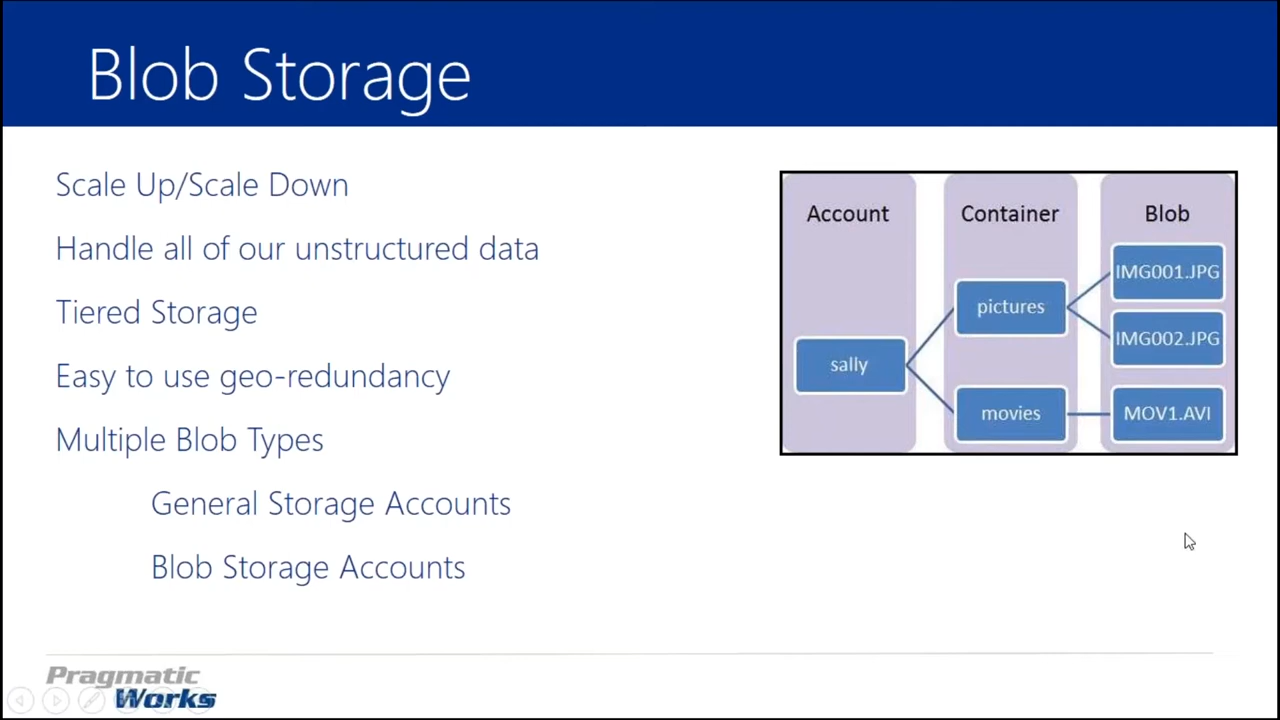 Blob Storage
Scale Up/Scale Down
Handle all of our unstructured data
Tiered Storage
Easy to use geo-redundancy
Multiple Blob Types
General Storage Accounts
Blob Storage Accounts
Account
Container
Blob
sally
pictures
movies
IMG001.JPG
IMG002.JPG
MOV1.AVI
Pragmatic
Works